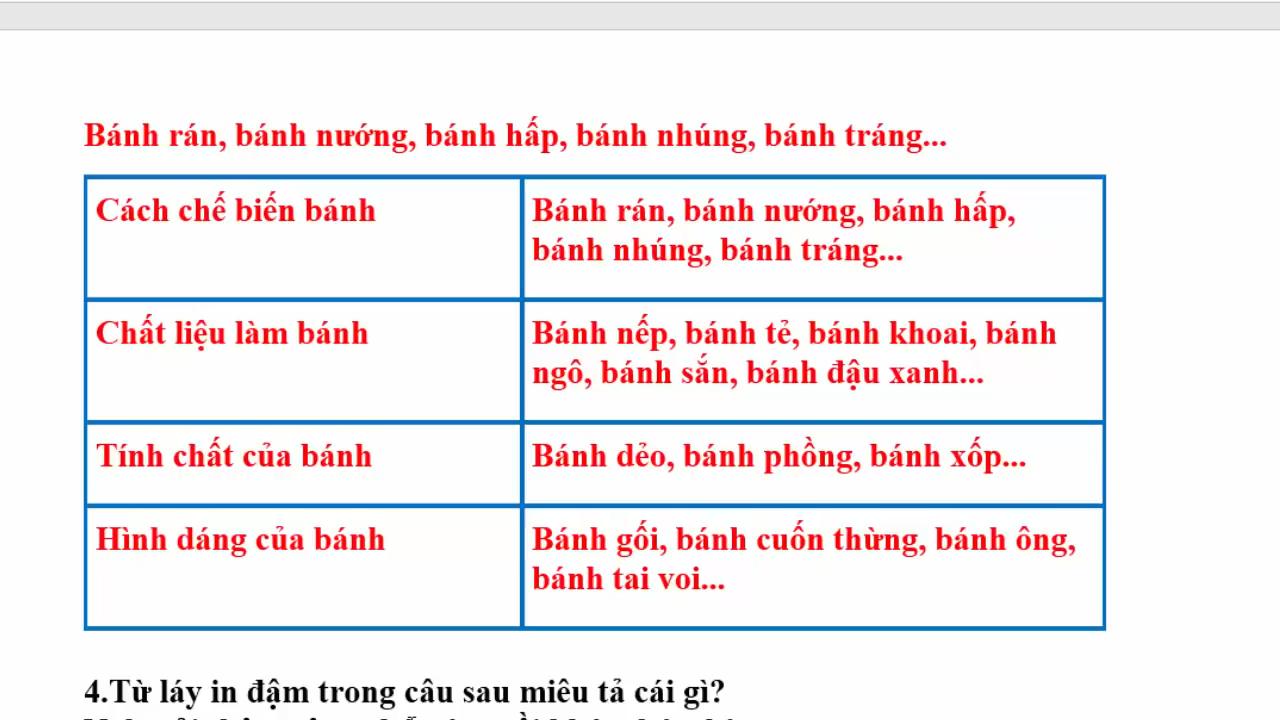 Bánh rán, bánh nướng, bánh hấp, bánh nhúng, bánh tráng...
Cách chế biến bánh
Bánh rán, bánh nướng, bánh hấp,
bánh nhúng, bánh tráng...
Chất liệu làm bánh
Bánh nếp, bánh tẻ, bánh khoai, bánh
ngô, bánh sắn, bánh đậu xanh...
Tính chất của bánh
Bánh dẻo, bánh phồng, bánh xốp...
Hình dáng của bánh
Bánh gối, bánh cuốn thừng, bánh ông,
bánh tai voi...
4.Từ láy in đậm trong câu sau miêu tả cái gì?